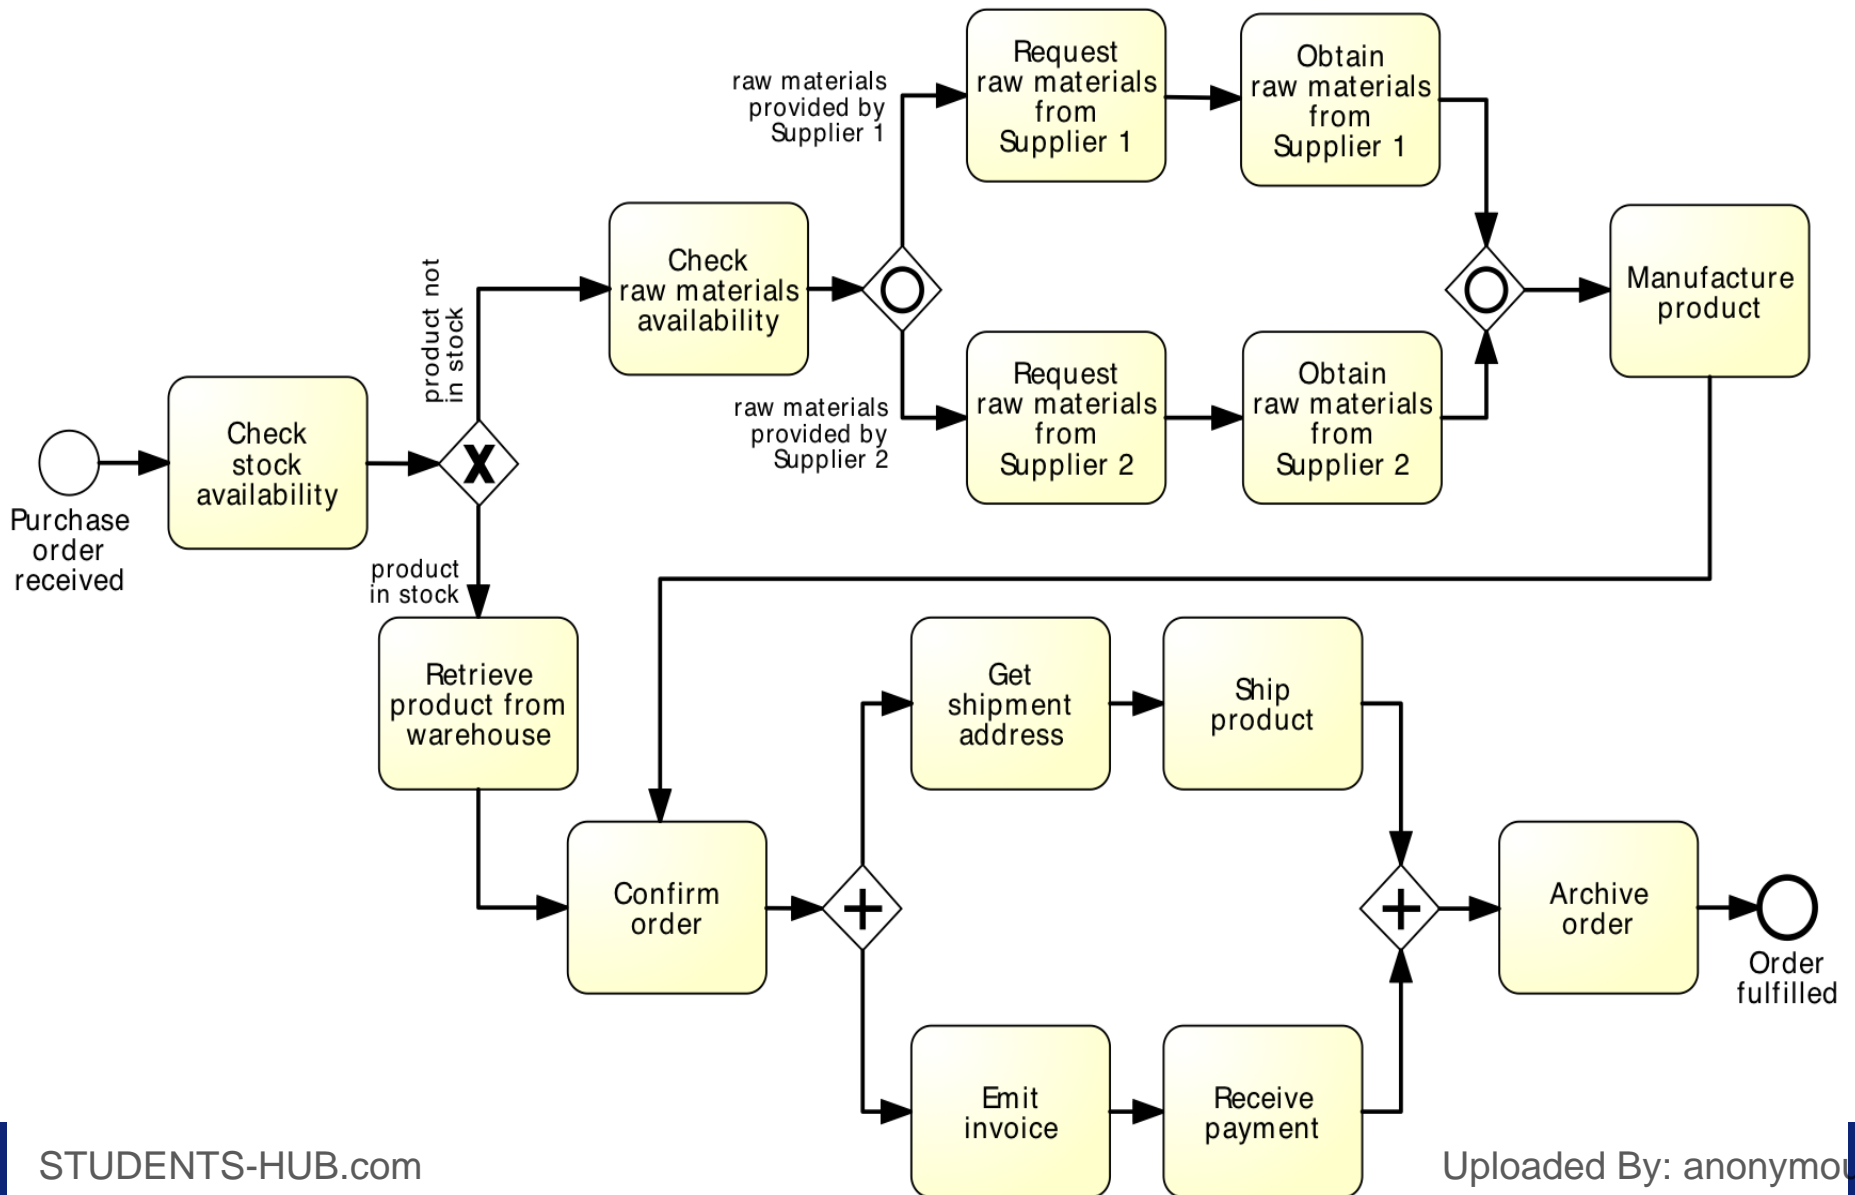 Purchase
order
received
Check
stock
availability
product not
in stock
product
in stock
Check
raw materials
availability
raw materials
provided by
Supplier 1
Request
raw materials
from
Supplier 1
Obtain
raw materials
from
Supplier 1
raw materials
provided by
Supplier 2
Request
raw materials
from
Supplier 2
Obtain
raw materials
from
Supplier 2
Manufacture
product
Retrieve
product from
warehouse
Confirm
order
Get
shipment
address
Ship
product
Emit
invoice
Receive
payment
Archive
order
Order
fulfilled
STUDENTS-HUB.com
Uploaded By: anonymou